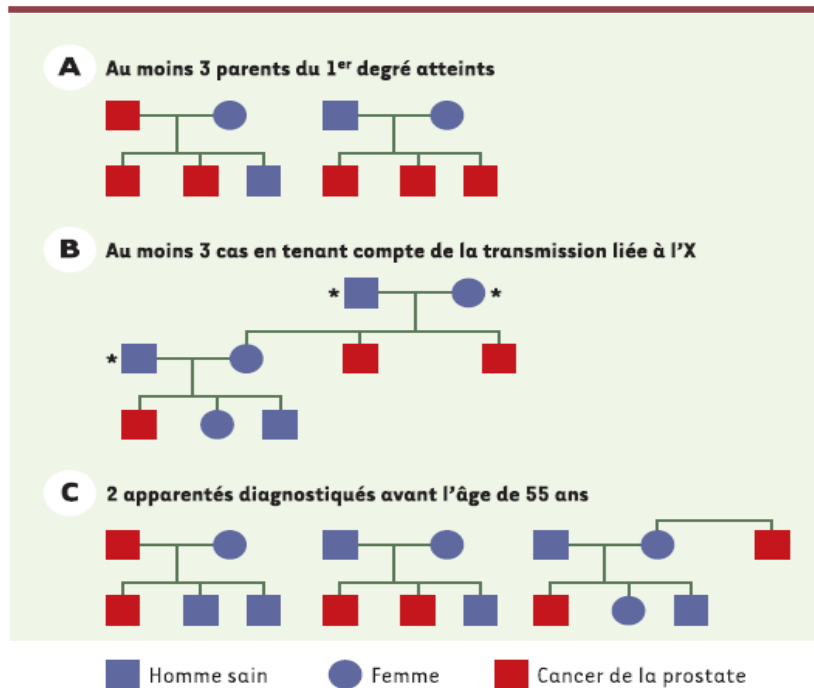 A Au moins 3 parents du 1er degré atteints
B Au moins 3 cas en tenant compte de la transmission liée à l'X
* *
*
C 2 apparentés diagnostiqués avant l'âge de 55 ans
Homme sain Femme Cancer de la prostate